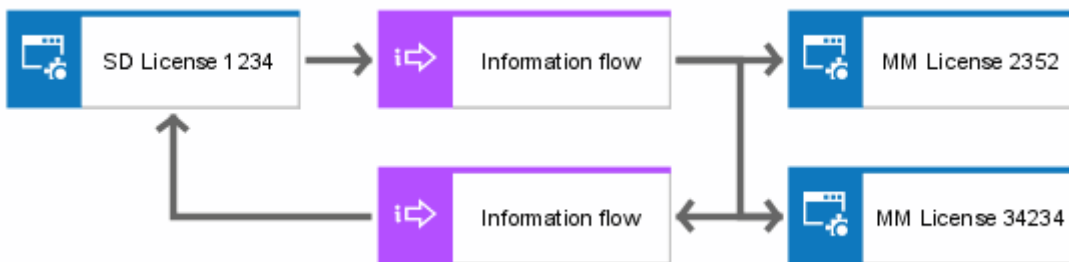 SD License 1234
Information flow
MM License 2352
Information flow
MM License 34234